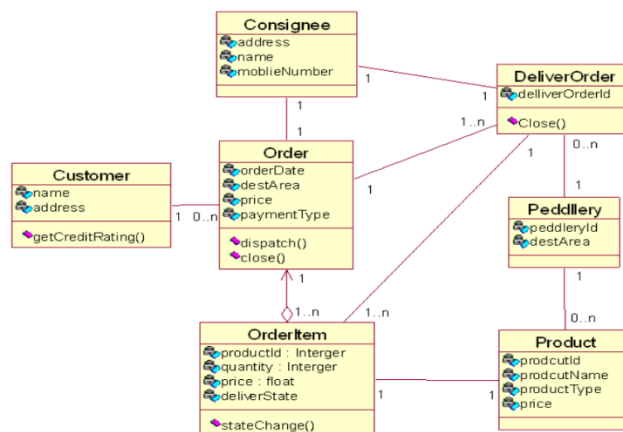 Consignee
address
name
moblieNumber
1
1
1
1
DeliverOrder
delliverOrderId
Close()
1..n
1
0..n
Order
orderDate
destArea
price
paymentType
dispatch()
close()
1
1
Customer
name
address
getCreditRating()
1
0..n
1
Peddllery
peddleryId
destArea
1
0..n
1..n
1..n
OrderItem
productId : Interger
quantity : Interger
price : float
deliverState
stateChange()
1
1
Product
prodcutId
prodcutName
productType
price